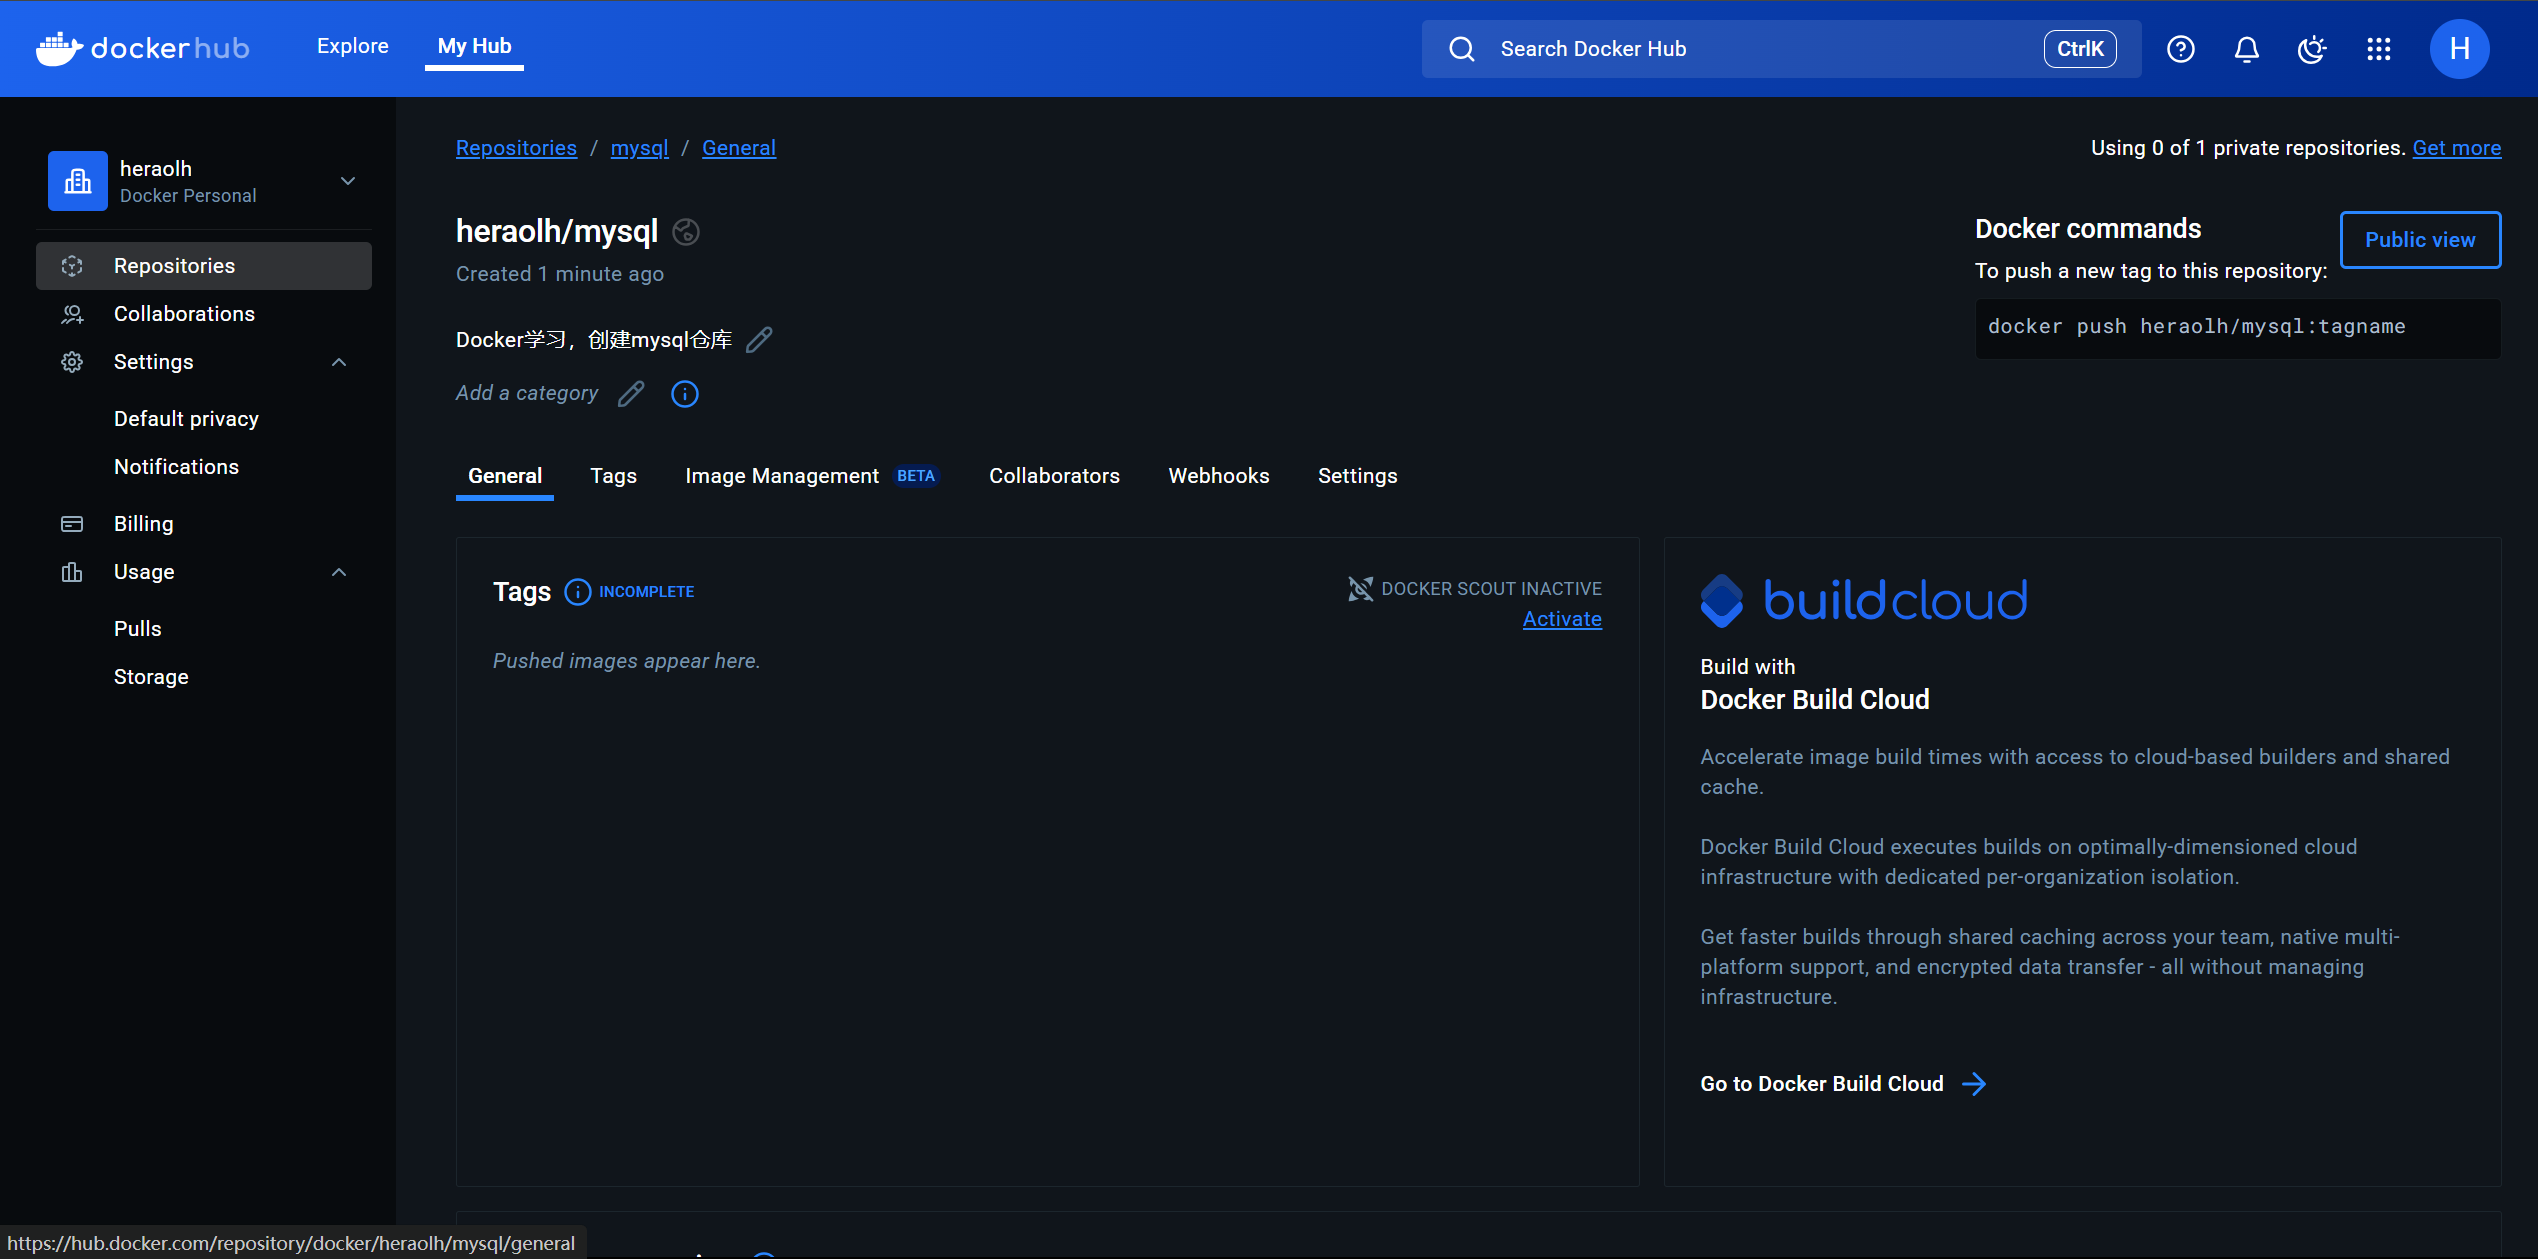 docker hub
Explore
My Hub
Search Docker Hub
CtrlK
H
heraolh
Docker Personal
Repositories
Collaborations
Settings
Default privacy
Notifications
Billing
Usage
Pulls
Storage
Repositories / mysql / General
Using 0 of 1 private repositories. Get more
heraolh/mysql
Created 1 minute ago
Docker学习，创建mysql仓库
Add a category
Docker commands
Public view
To push a new tag to this repository:
docker push heraolh/mysql:tagname
General
Tags
Image Management BETA
Collaborators
Webhooks
Settings
Tags INCOMPLETE
DOCKER SCOUT INACTIVE
Activate
Pushed images appear here.
buildcloud
Build with
Docker Build Cloud
Accelerate image build times with access to cloud-based builders and shared
cache.
Docker Build Cloud executes builds on optimally-dimensioned cloud
infrastructure with dedicated per-organization isolation.
Get faster builds through shared caching across your team, native multi-
platform support, and encrypted data transfer - all without managing
infrastructure.
Go to Docker Build Cloud
https://hub.docker.com/repository/docker/heraolh/mysql/general